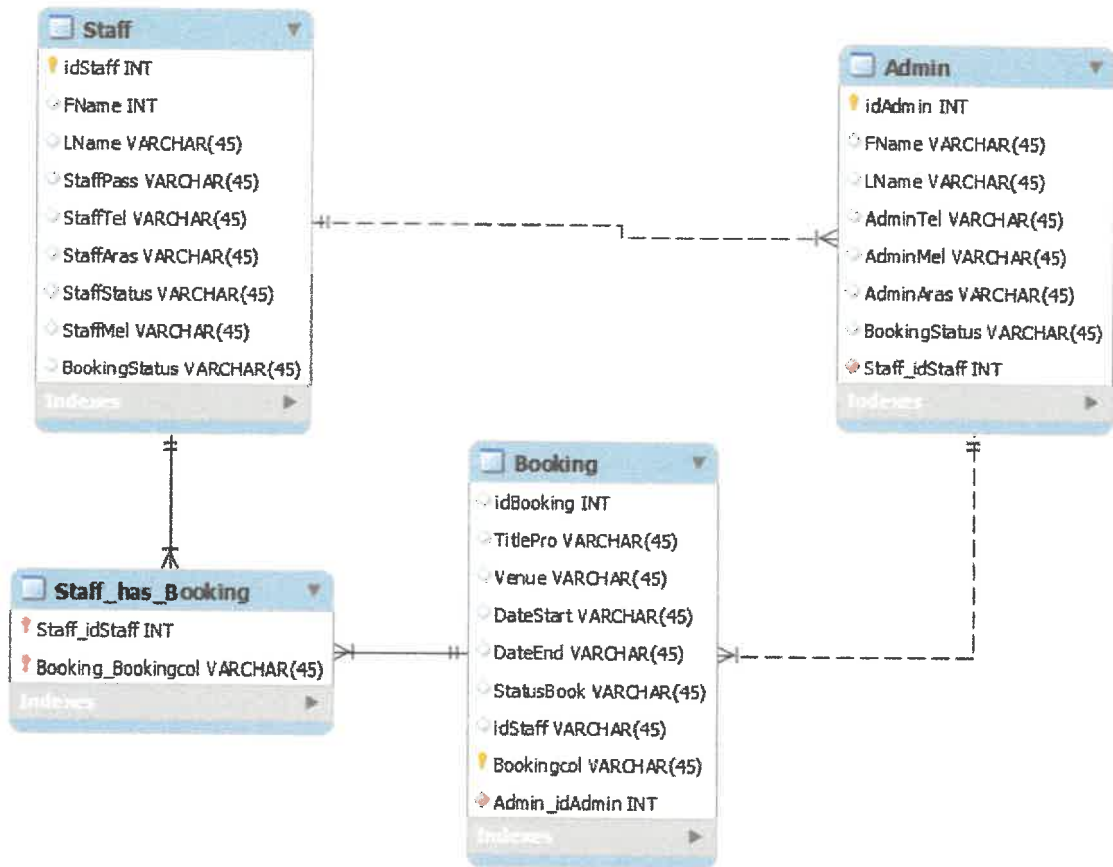 Staff
idStaff INT
FName INT
LName VARCHAR(45)
StaffPass VARCHAR(45)
StaffTel VARCHAR(45)
StaffAras VARCHAR(45)
StaffStatus VARCHAR(45)
StaffMel VARCHAR(45)
BookingStatus VARCHAR(45)
Indexes
Admin
idAdmin INT
FName VARCHAR(45)
LName VARCHAR(45)
AdminTel VARCHAR(45)
AdminMel VARCHAR(45)
AdminAras VARCHAR(45)
BookingStatus VARCHAR(45)
Staff_idStaff INT
Indexes
Staff_has_Booking
Staff_idStaff INT
Booking_Bookingcol VARCHAR(45)
Indexes
Booking
idBooking INT
TitlePro VARCHAR(45)
Venue VARCHAR(45)
DateStart VARCHAR(45)
DateEnd VARCHAR(45)
StatusBook VARCHAR(45)
idStaff VARCHAR(45)
Bookingcol VARCHAR(45)
Admin_idAdmin INT
Indexes